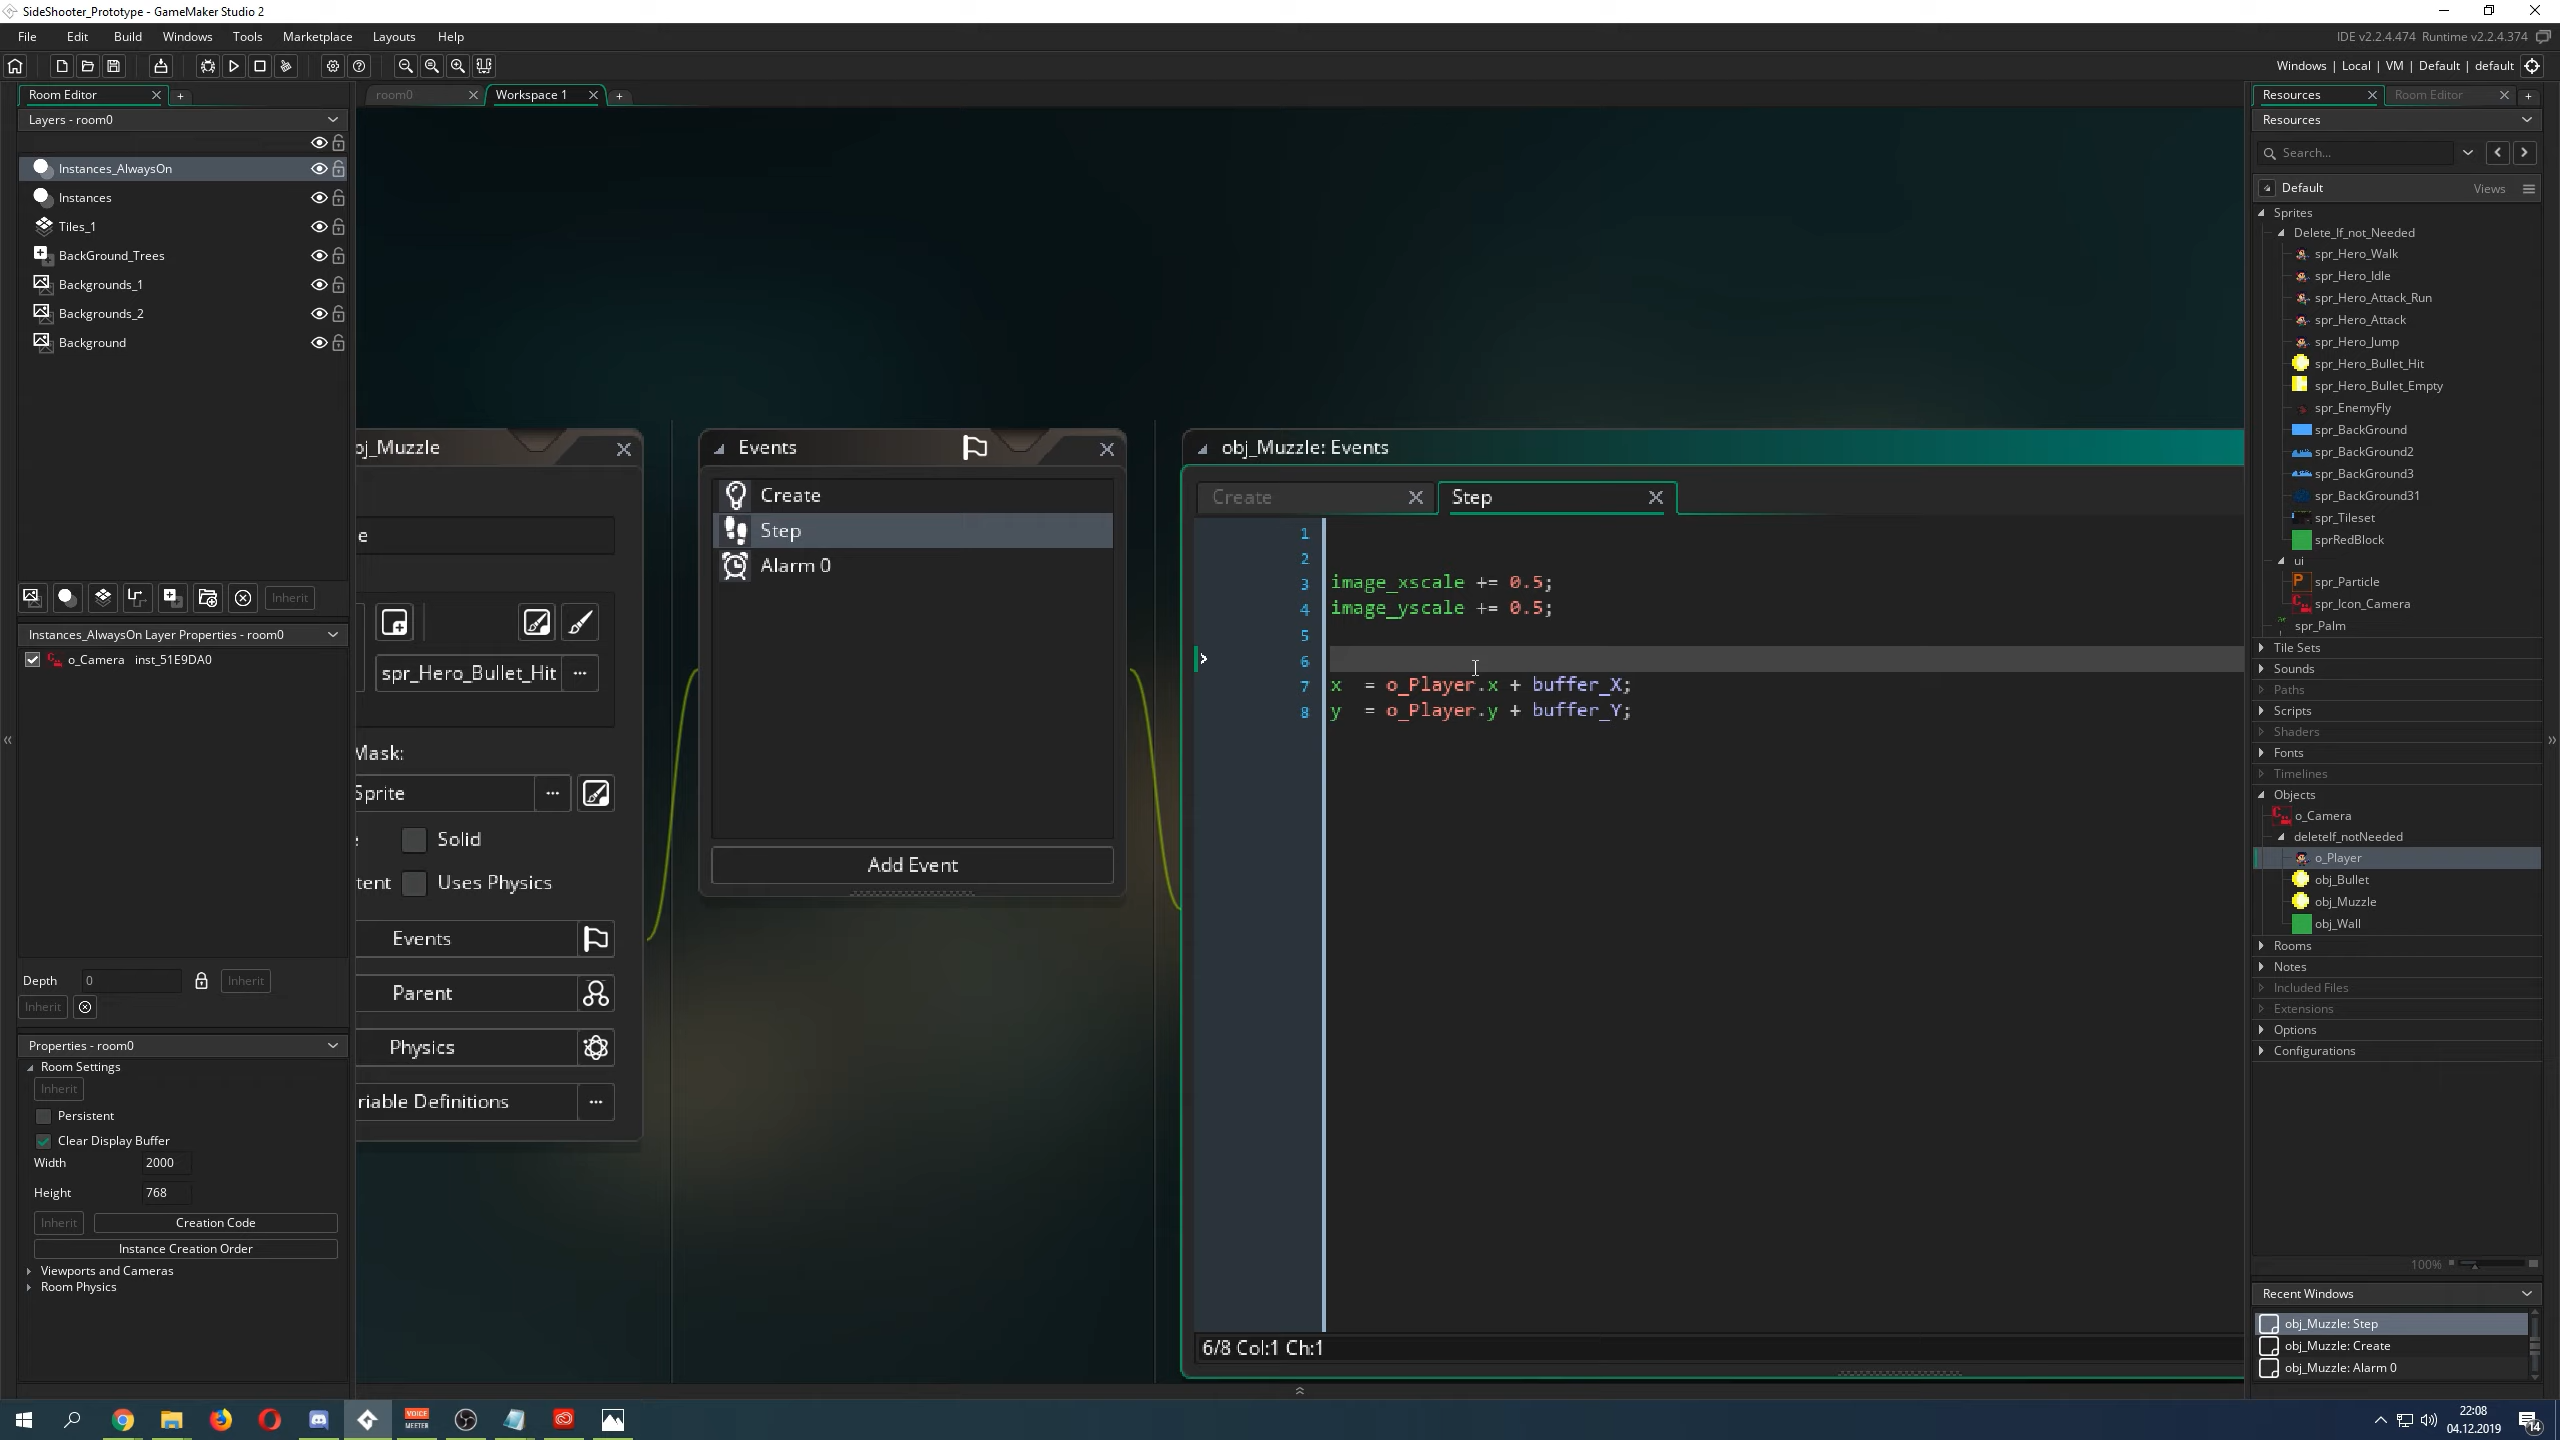 SideShooter_Prototype - GameMaker Studio 2
File Edit Build Windows Tools Marketplace Layouts Help
IDE v2.2.4.474 Runtime v2.2.4.374
Windows | Local | VM | Default | default
Room Editor
room0
Workspace 1
Resources
Room Editor
Layers - room0
Resources
Search...
Instances_AlwaysOn
Instances
Tiles_1
BackGround_Trees
Backgrounds_1
Backgrounds_2
Background
Inherit
Instances_AlwaysOn Layer Properties - room0
o_Camera inst_51E9DA0
Depth 0
Inherit
Inherit
Properties - room0
Room Settings
Inherit
Persistent
Clear Display Buffer
Width 2000
Height 768
Inherit
Creation Code
Instance Creation Order
Viewports and Cameras
Room Physics
bj_Muzzle
e
spr_Hero_Bullet_Hit
Mask:
Sprite
Solid
tent
Uses Physics
Events
Parent
Physics
riable Definitions
Events
Create
Step
Alarm 0
Add Event
obj_Muzzle: Events
Create
Step
1
2
3 image_xscale += 0.5;
4 image_yscale += 0.5;
5
6
7 x = o_Player.x + buffer_X;
8 y = o_Player.y + buffer_Y;
6/8 Col:1 Ch:1
Default
Views
Sprites
Delete_If_not_Needed
spr_Hero_Walk
spr_Hero_Idle
spr_Hero_Attack_Run
spr_Hero_Attack
spr_Hero_Jump
spr_Hero_Bullet_Hit
spr_Hero_Bullet_Empty
spr_EnemyFly
spr_BackGround
spr_BackGround2
spr_BackGround3
spr_BackGround31
spr_Tileset
sprRedBlock
ui
spr_Particle
spr_Icon_Camera
spr_Palm
Tile Sets
Sounds
Paths
Scripts
Shaders
Fonts
Timelines
Objects
o_Camera
deleteIf_notNeeded
o_Player
obj_Bullet
obj_Muzzle
obj_Wall
Rooms
Notes
Included Files
Extensions
Options
Configurations
100%
Recent Windows
obj_Muzzle: Step
obj_Muzzle: Create
obj_Muzzle: Alarm 0
VOICE
MEETER
22:08
04.12.2019
14